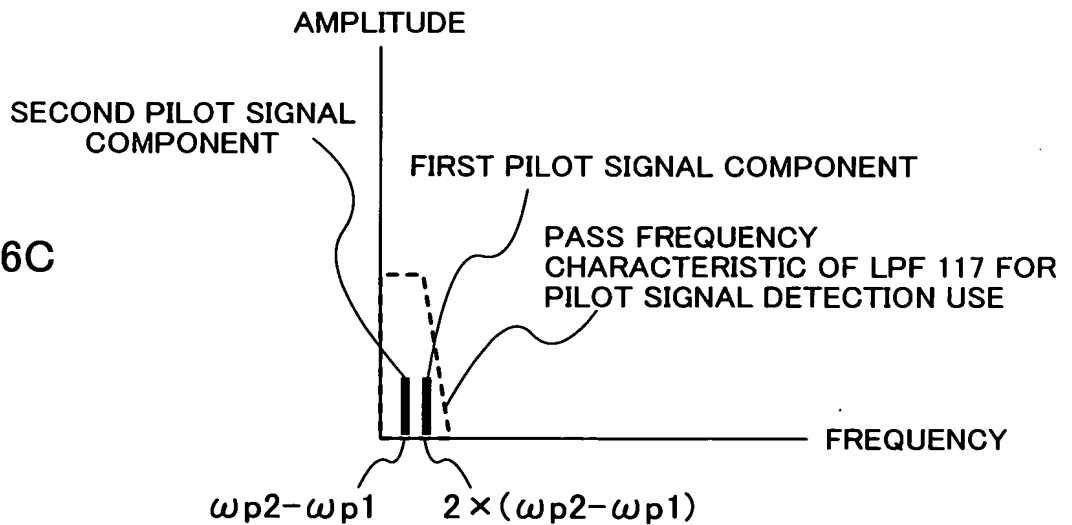 AMPLITUDE
SECOND PILOT SIGNAL
COMPONENT
FIRST PILOT SIGNAL COMPONENT
6C
PASS FREQUENCY
CHARACTERISTIC OF LPF 117 FOR
PILOT SIGNAL DETECTION USE
FREQUENCY
ωp2-ωp1
2×(ωp2-ωp1)